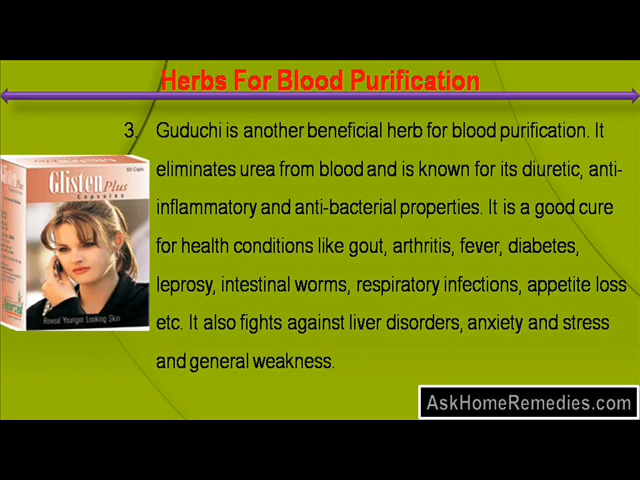 Herbs For Blood Purification
3. Guduchi is another beneficial herb for blood purification. It
eliminates urea from blood and is known for its diuretic, anti-
inflammatory and anti-bacterial properties. It is a good cure
for health conditions like gout, arthritis, fever, diabetes,
leprosy, intestinal worms, respiratory infections, appetite loss
etc. It also fights against liver disorders, anxiety and stress
and general weakness.
60 Caps
Glisten Plus
Capsules
Reveal Younger Looking Skin
AskHomeRemedies.com